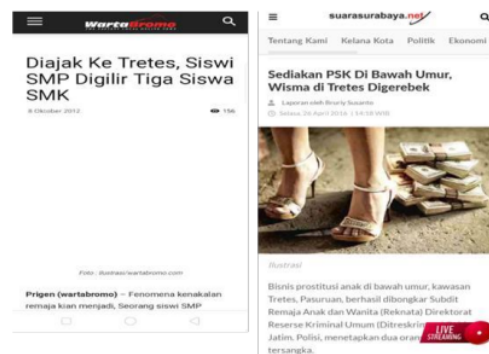 WartaBromo
Diajak Ke Tretes, Siswi
SMP Digilir Tiga Siswa
SMK
8 Oktober 2012
156
Foto : Ilustrasi/wartabromo.com
Prigen (wartabromo) – Fenomena kenakalan
remaja kian menjadi, Seorang siswi SMP
suarasurabaya.net
Tentang Kami Kelana Kota Politik Ekonomi
Sediakan PSK Di Bawah Umur,
Wisma di Tretes Digerebek
Laporan oleh Bruriy Susanto
Selasa, 26 April 2016 | 14:18 WIB
Ilustrasi
Bisnis prostitusi anak di bawah umur, kawasan
Tretes, Pasuruan, berhasil dibongkar Subdit
Remaja Anak dan Wanita (Reknata) Direktorat
Reserse Kriminal Umum (Ditreskrim
Jatim. Polisi, menetapkan dua oran
tersangka.
LIVE
STREAMING